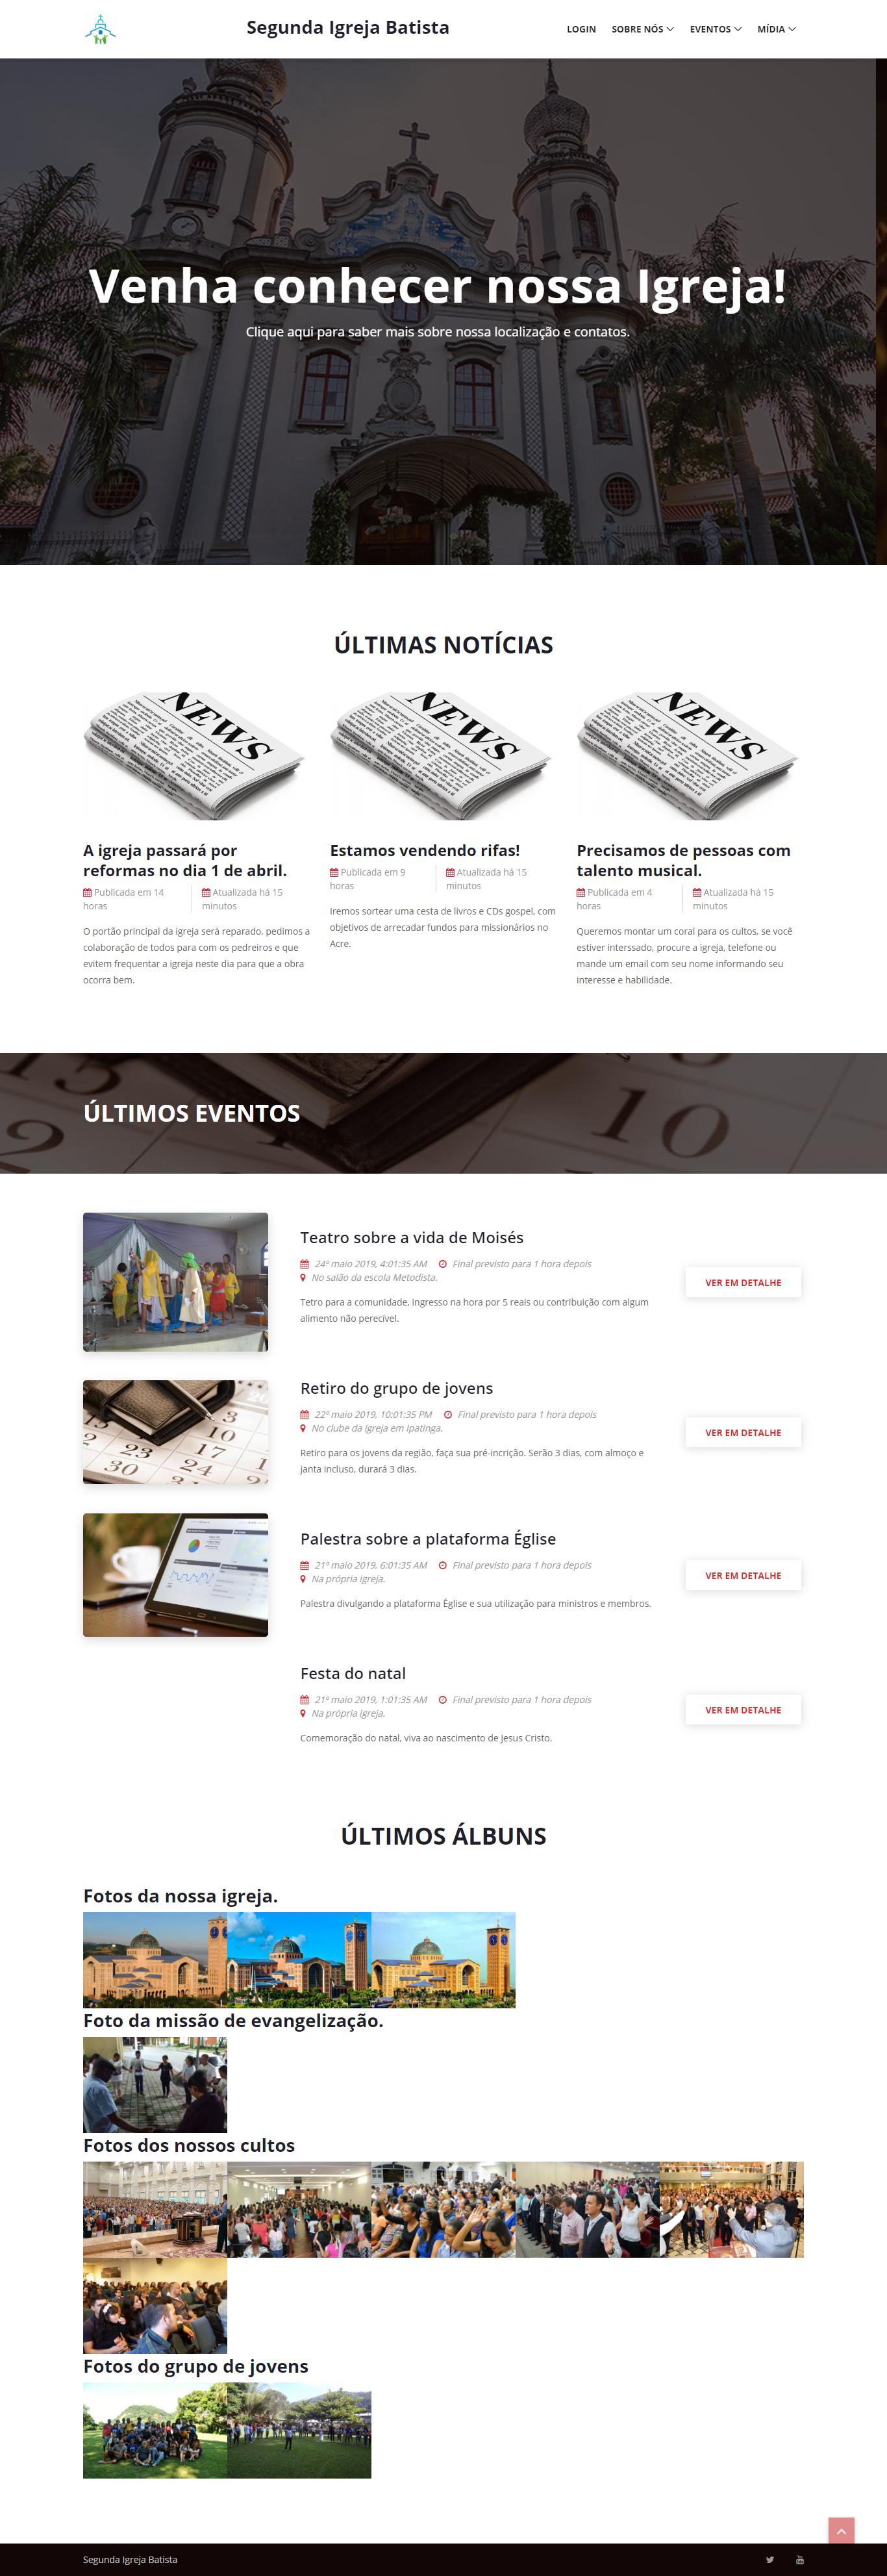 Segunda Igreja Batista
LOGIN SOBRE NÓS EVENTOS MÍDIA
Venha conhecer nossa Igreja!
Clique aqui para saber mais sobre nossa localização e contatos.
ÚLTIMAS NOTÍCIAS
NEWS
NEWS
NEWS
A igreja passará por
reformas no dia 1 de abril.
Publicada em 14
horas
Atualizada há 15
minutos
O portão principal da igreja será reparado, pedimos a
colaboração de todos para com os pedreiros e que
evitem frequentar a igreja neste dia para que a obra
ocorra bem.
Estamos vendendo rifas!
Publicada em 9
horas
Atualizada há 15
minutos
Iremos sortear uma cesta de livros e CDs gospel, com
objetivos de arrecadar fundos para missionários no
Acre.
Precisamos de pessoas com
talento musical.
Publicada em 4
horas
Atualizada há 15
minutos
Queremos montar um coral para os cultos, se você
estiver interssado, procure a igreja, telefone ou
mande um email com seu nome informando seu
interesse e habilidade.
13
2
10
ÚLTIMOS EVENTOS
Teatro sobre a vida de Moisés
24º maio 2019, 4:01:35 AM Final previsto para 1 hora depois
No salão da escola Metodista.
Tetro para a comunidade, ingresso na hora por 5 reais ou contribuição com algum
alimento não perecível.
VER EM DETALHE
Retiro do grupo de jovens
22º maio 2019, 10:01:35 PM Final previsto para 1 hora depois
No clube da igreja em Ipatinga.
Retiro para os jovens da região, faça sua pré-incrição. Serão 3 dias, com almoço e
janta incluso, durará 3 dias.
VER EM DETALHE
Palestra sobre a plataforma Église
21º maio 2019, 6:01:35 AM Final previsto para 1 hora depois
Na própria igreja.
Palestra divulgando a plataforma Église e sua utilização para ministros e membros.
VER EM DETALHE
Festa do natal
21º maio 2019, 1:01:35 AM Final previsto para 1 hora depois
Na própria igreja.
Comemoração do natal, viva ao nascimento de Jesus Cristo.
VER EM DETALHE
ÚLTIMOS ÁLBUNS
Fotos da nossa igreja.
Foto da missão de evangelização.
Fotos dos nossos cultos
Fotos do grupo de jovens
Segunda Igreja Batista